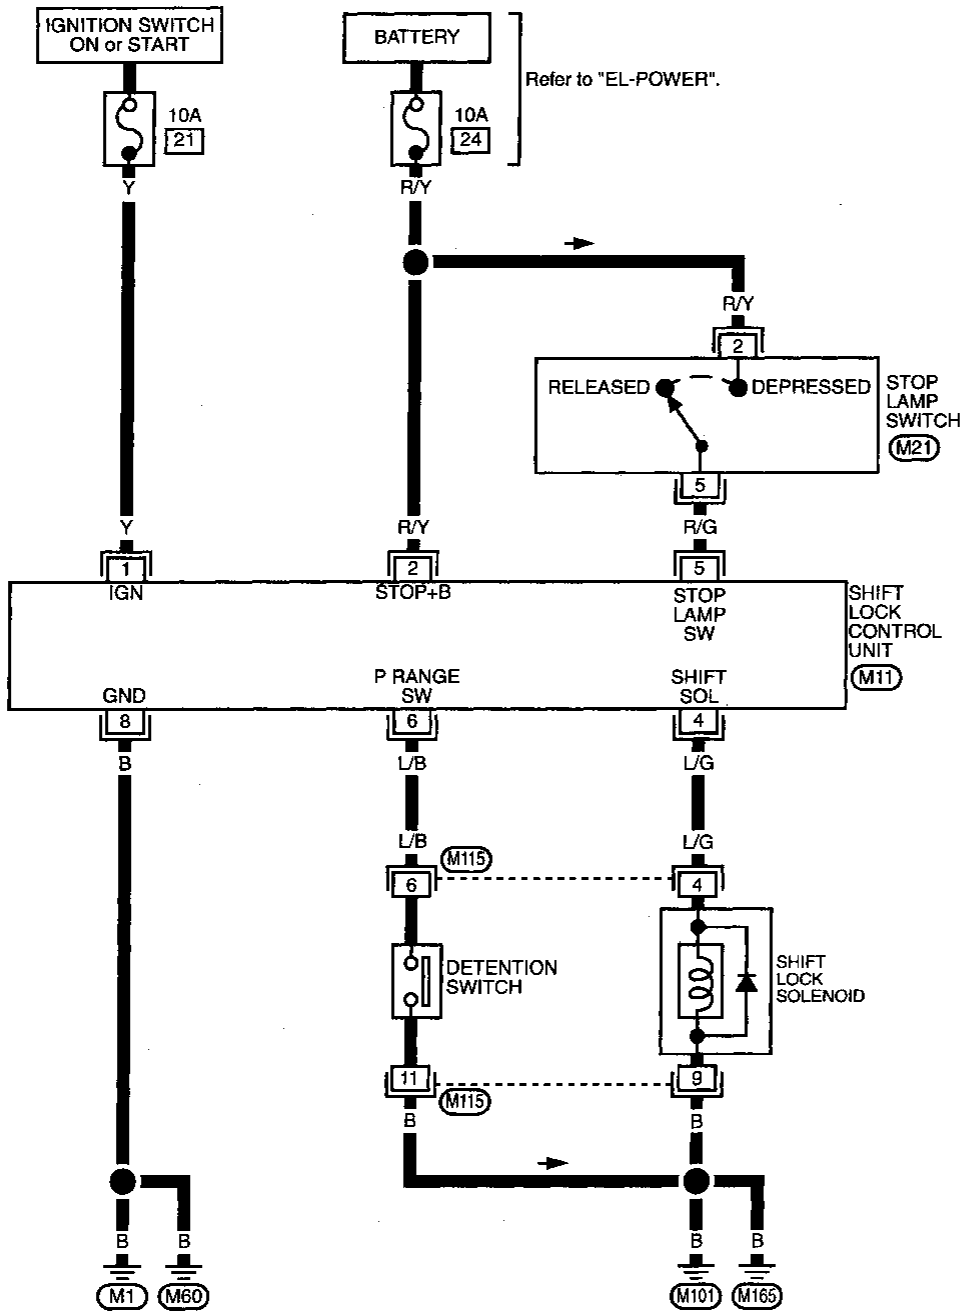 IGNITION SWITCH
ON or START
BATTERY
Refer to "EL-POWER".
10A
21
10A
24
Y
R/Y
R/Y
2
RELEASED
DEPRESSED
STOP
LAMP
SWITCH
M21
5
Y
R/Y
R/G
1
2
5
IGN
STOP+B
STOP
LAMP
SW
SHIFT
LOCK
CONTROL
UNIT
M11
GND
P RANGE
SW
SHIFT
SOL
8
6
4
B
L/B
L/G
L/B
L/G
M115
6
4
DETENTION
SWITCH
SHIFT
LOCK
SOLENOID
11
9
M115
B
B
B
B
B
B
M1
M60
M101
M165